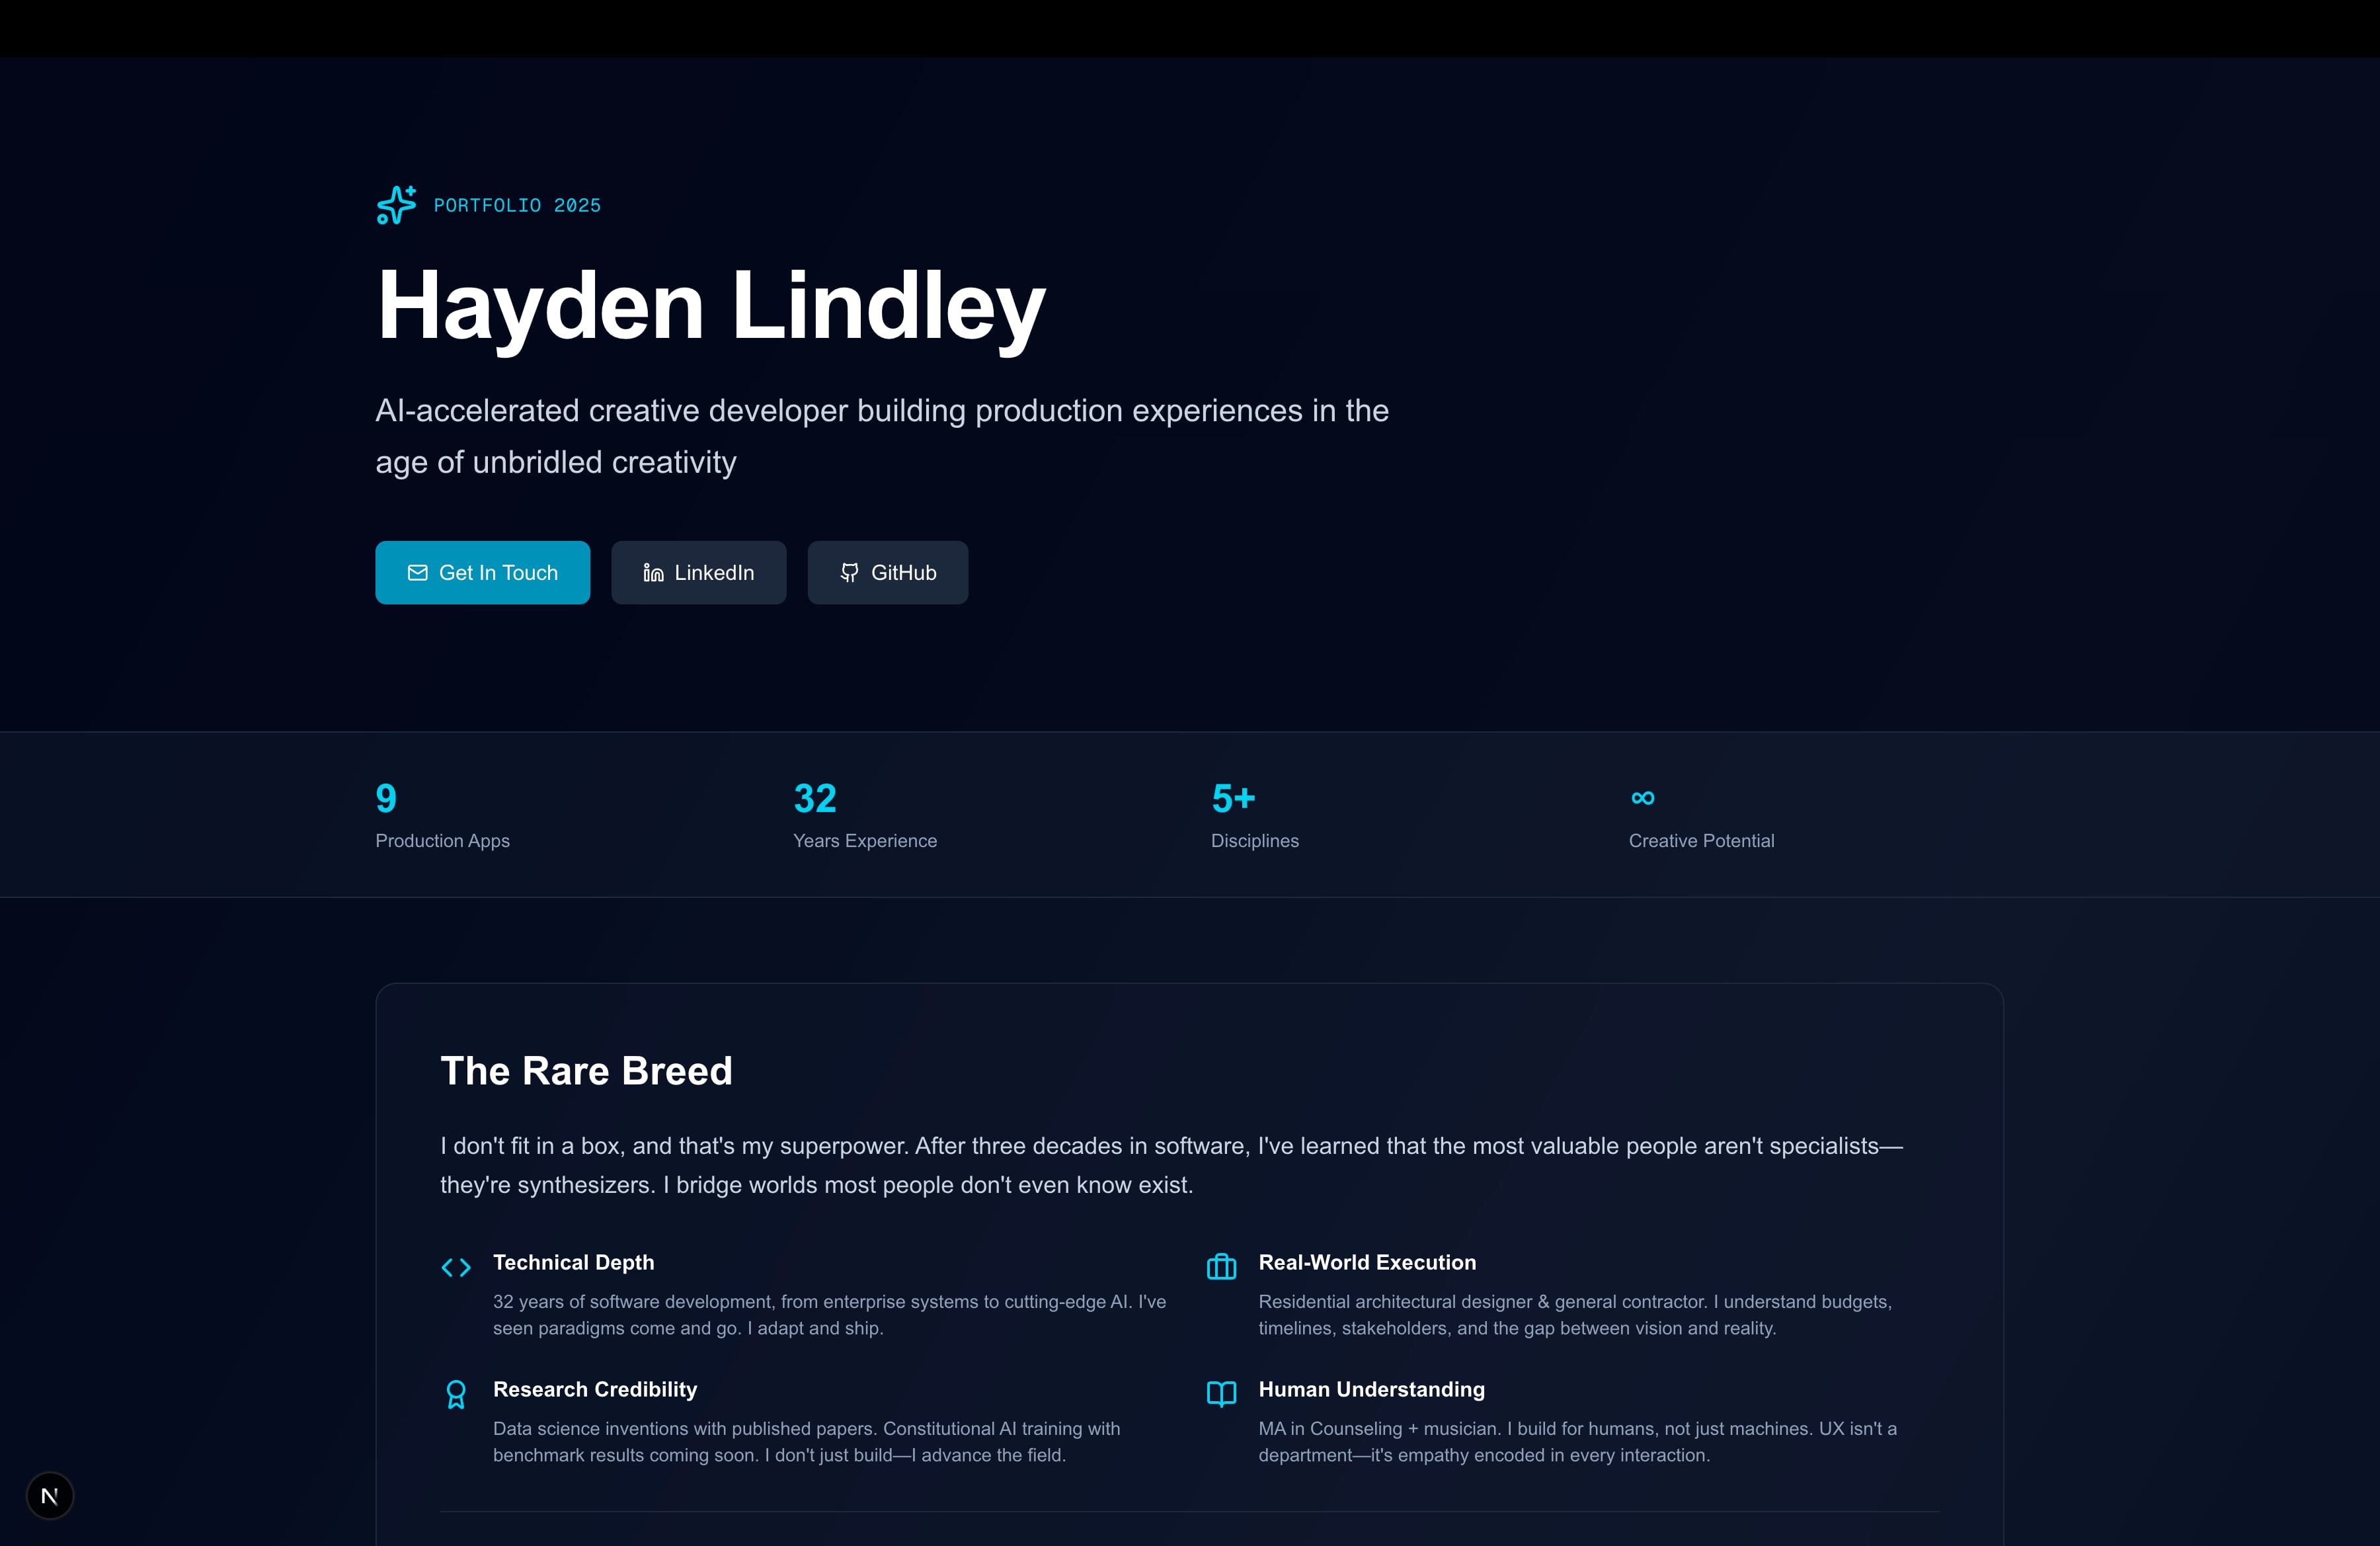 PORTFOLIO 2025
Hayden Lindley
AI-accelerated creative developer building production experiences in the
age of unbridled creativity
Get In Touch
LinkedIn
GitHub
9
Production Apps
32
Years Experience
5+
Disciplines
∞
Creative Potential
The Rare Breed
I don't fit in a box, and that's my superpower. After three decades in software, I've learned that the most valuable people aren't specialists—
they're synthesizers. I bridge worlds most people don't even know exist.
Technical Depth
32 years of software development, from enterprise systems to cutting-edge AI. I've
seen paradigms come and go. I adapt and ship.
Real-World Execution
Residential architectural designer & general contractor. I understand budgets,
timelines, stakeholders, and the gap between vision and reality.
Research Credibility
Data science inventions with published papers. Constitutional AI training with
benchmark results coming soon. I don't just build—I advance the field.
Human Understanding
MA in Counseling + musician. I build for humans, not just machines. UX isn't a
department—it's empathy encoded in every interaction.
N